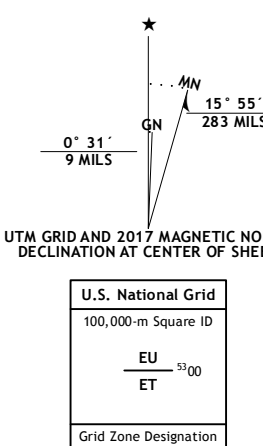 ★
MN
15° 55´
283 MILS
GN
0° 31´
9 MILS
UTM GRID AND 2017 MAGNETIC NO
DECLINATION AT CENTER OF SHEE
U.S. National Grid
100,000-m Square ID
EU
5300
ET
Grid Zone Designation